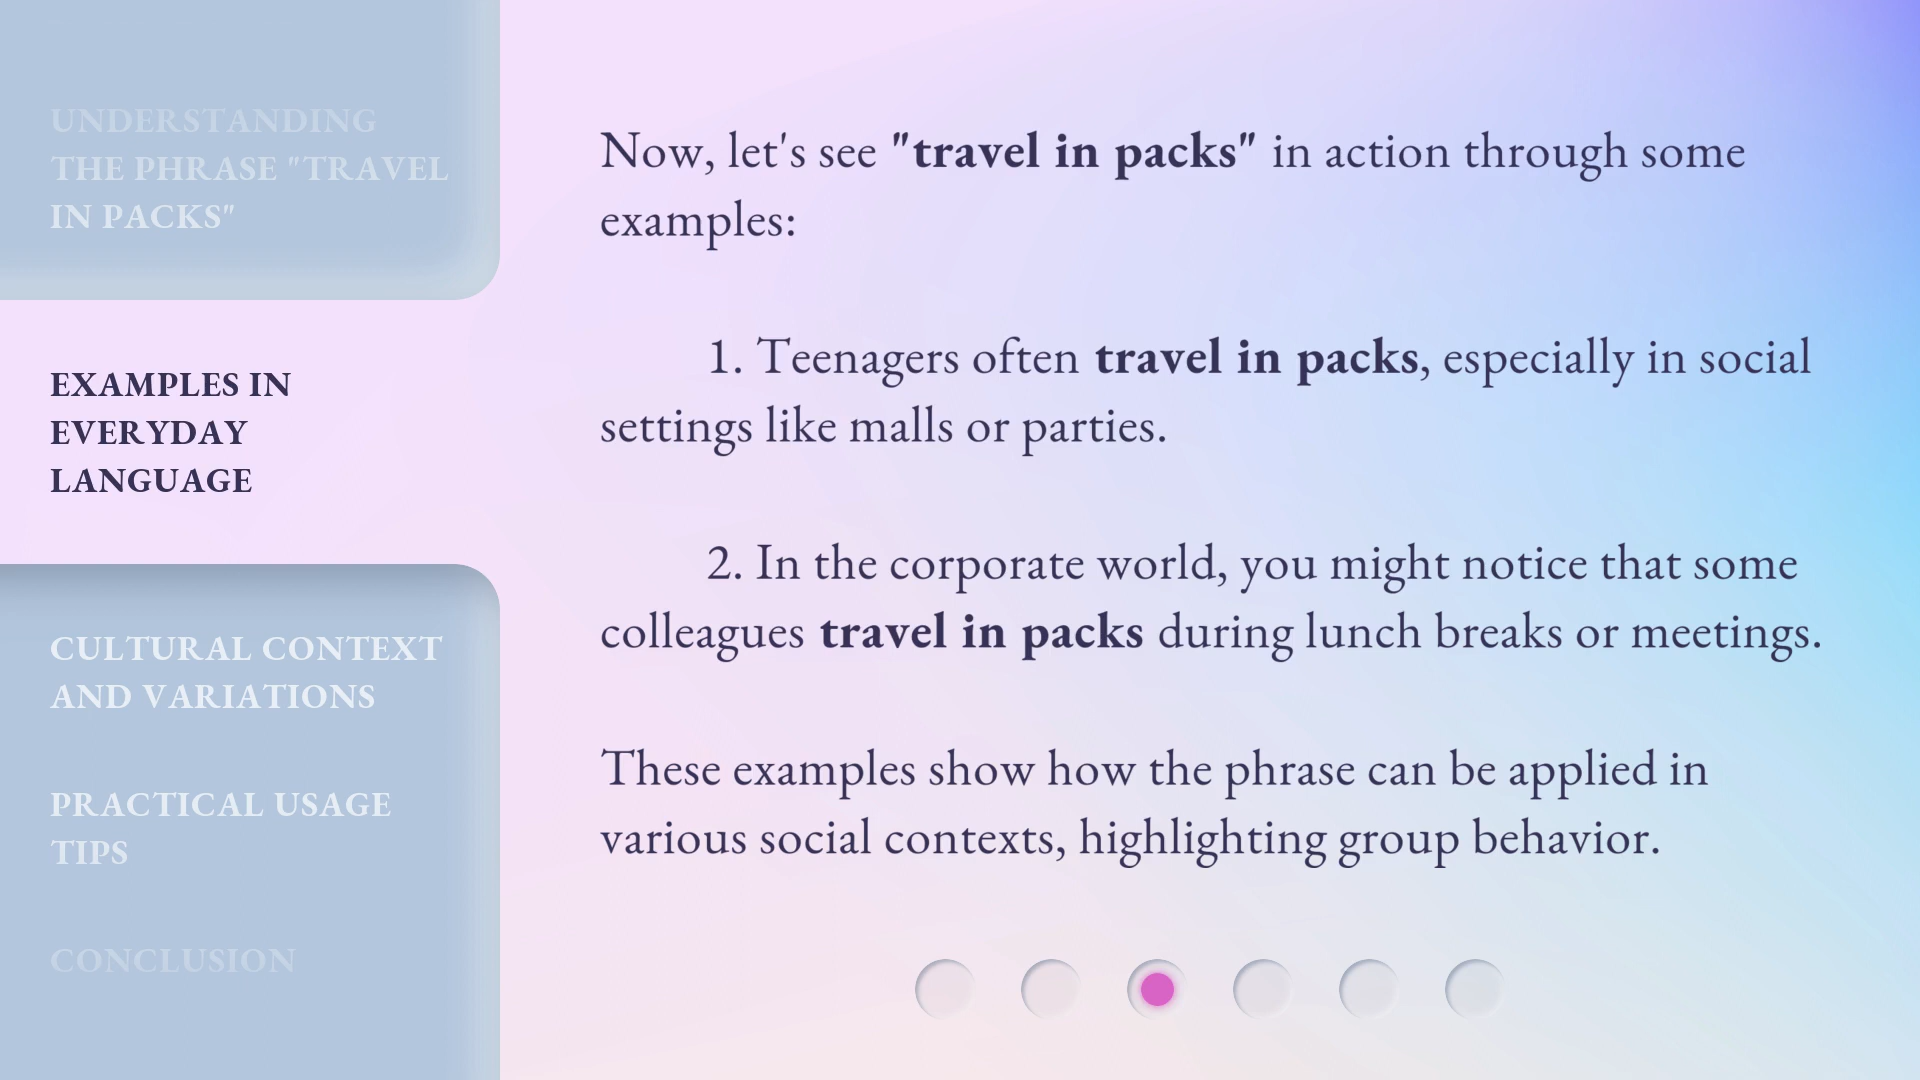 UNDERSTANDING
THE PHRASE "TRAVEL
IN PACKS"
EXAMPLES IN
EVERYDAY
LANGUAGE
CULTURAL CONTEXT
AND VARIATIONS
PRACTICAL USAGE
TIPS
CONCLUSION
Now, let's see "travel in packs" in action through some
examples:
1. Teenagers often travel in packs, especially in social
settings like malls or parties.
2. In the corporate world, you might notice that some
colleagues travel in packs during lunch breaks or meetings.
These examples show how the phrase can be applied in
various social contexts, highlighting group behavior.